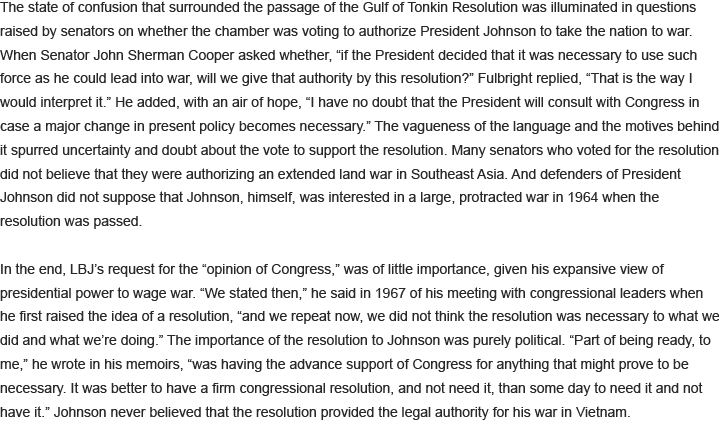 The state of confusion that surrounded the passage of the Gulf of Tonkin Resolution was illuminated in questions
raised by senators on whether the chamber was voting to authorize President Johnson to take the nation to war.
When Senator John Sherman Cooper asked whether, “if the President decided that it was necessary to use such
force as he could lead into war, will we give that authority by this resolution?” Fulbright replied, “That is the way I
would interpret it.” He added, with an air of hope, “I have no doubt that the President will consult with Congress in
case a major change in present policy becomes necessary.” The vagueness of the language and the motives behind
it spurred uncertainty and doubt about the vote to support the resolution. Many senators who voted for the resolution
did not believe that they were authorizing an extended land war in Southeast Asia. And defenders of President
Johnson did not suppose that Johnson, himself, was interested in a large, protracted war in 1964 when the
resolution was passed.

In the end, LBJ’s request for the “opinion of Congress,” was of little importance, given his expansive view of
presidential power to wage war. “We stated then,” he said in 1967 of his meeting with congressional leaders when
he first raised the idea of a resolution, “and we repeat now, we did not think the resolution was necessary to what we
did and what we’re doing.” The importance of the resolution to Johnson was purely political. “Part of being ready, to
me,” he wrote in his memoirs, “was having the advance support of Congress for anything that might prove to be
necessary. It was better to have a firm congressional resolution, and not need it, than some day to need it and not
have it.” Johnson never believed that the resolution provided the legal authority for his war in Vietnam.